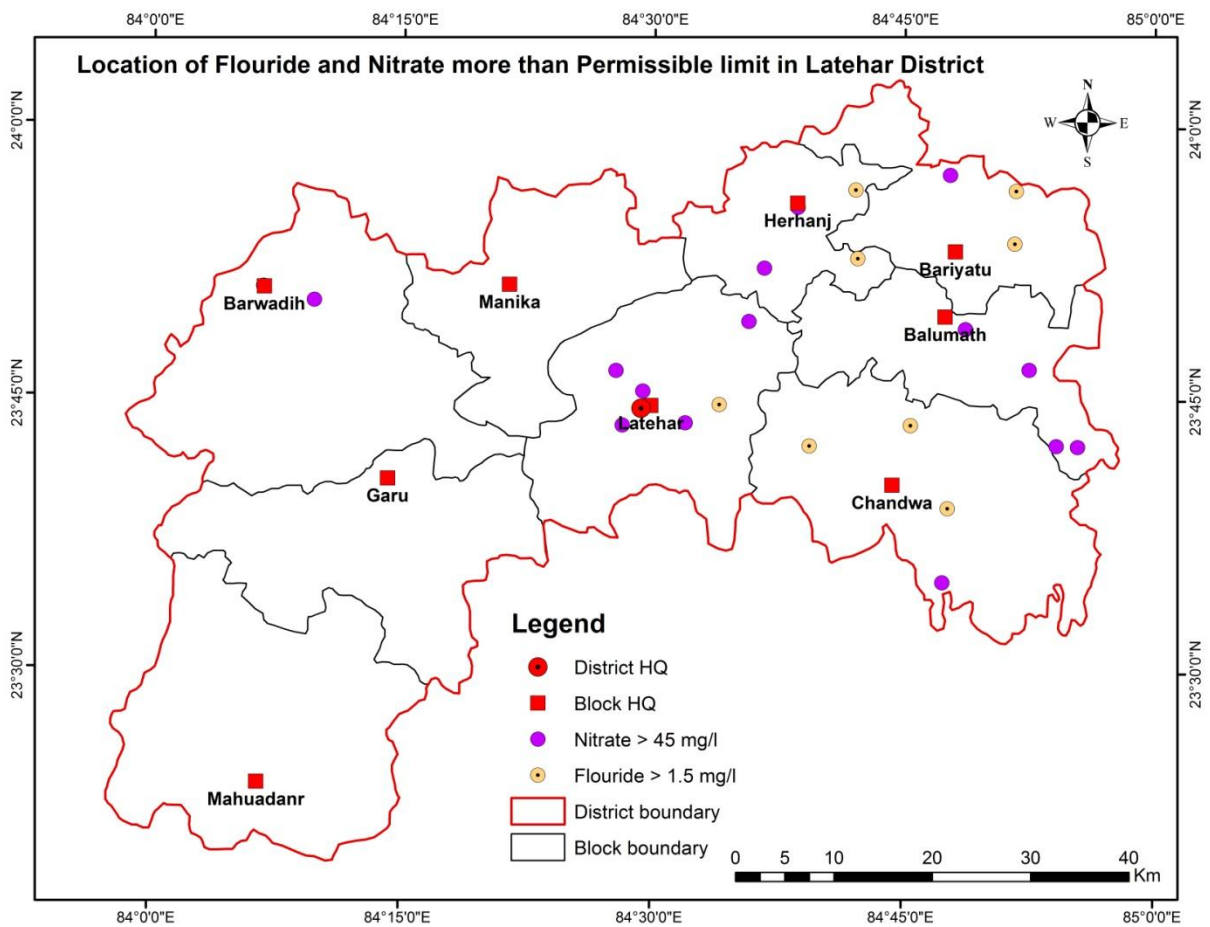 84°0'0"E 84°15'0"E 84°30'0"E 84°45'0"E 85°0'0"E
Location of Flouride and Nitrate more than Permissible limit in Latehar District
N
W E
S
24°0'0"N 24°0'0"N
Herhanj
Bariyatu
Barwadih
Manika
Balumath
23°45'0"N 23°45'0"N
Latehar
Garu
Chandwa
Legend
23°30'0"N 23°30'0"N
District HQ
Block HQ
Nitrate > 45 mg/l
Flouride > 1.5 mg/l
Mahuadanr
District boundary
Block boundary
0 5 10 20 30 40
Km
84°0'0"E 84°15'0"E 84°30'0"E 84°45'0"E 85°0'0"E